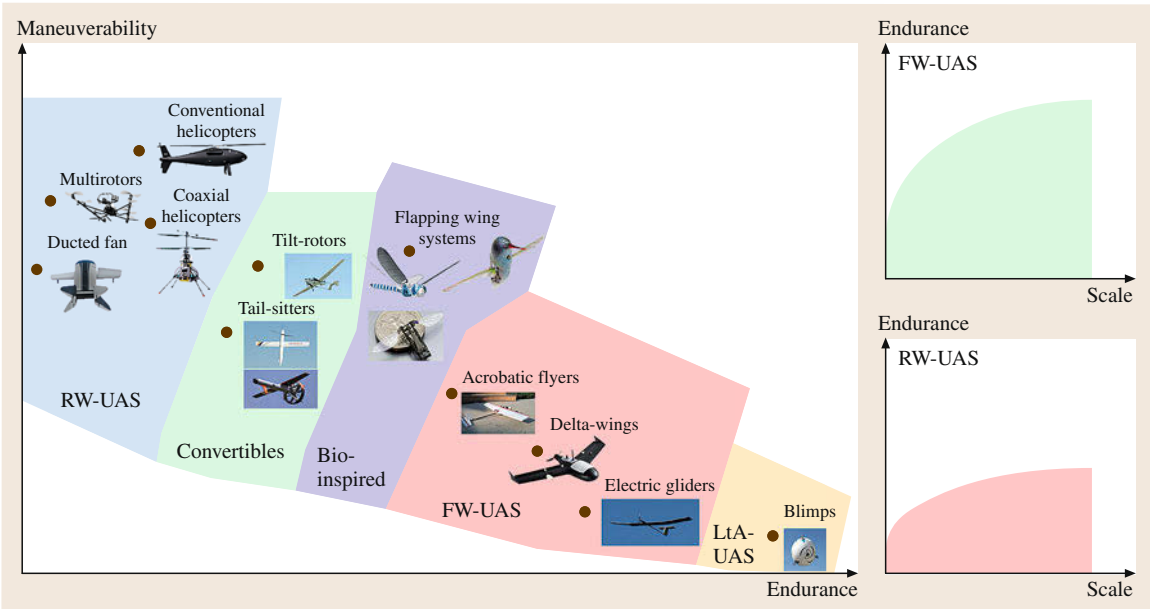 Maneuverability
Conventional
helicopters
Multirotors
Coaxial
helicopters
Ducted fan
RW-UAS
Tilt-rotors
Tail-sitters
Convertibles
Flapping wing
systems
Bio-
inspired
Acrobatic flyers
Delta-wings
Electric gliders
FW-UAS
Blimps
LtA-
UAS
Endurance
Endurance
FW-UAS
Scale
Endurance
RW-UAS
Scale